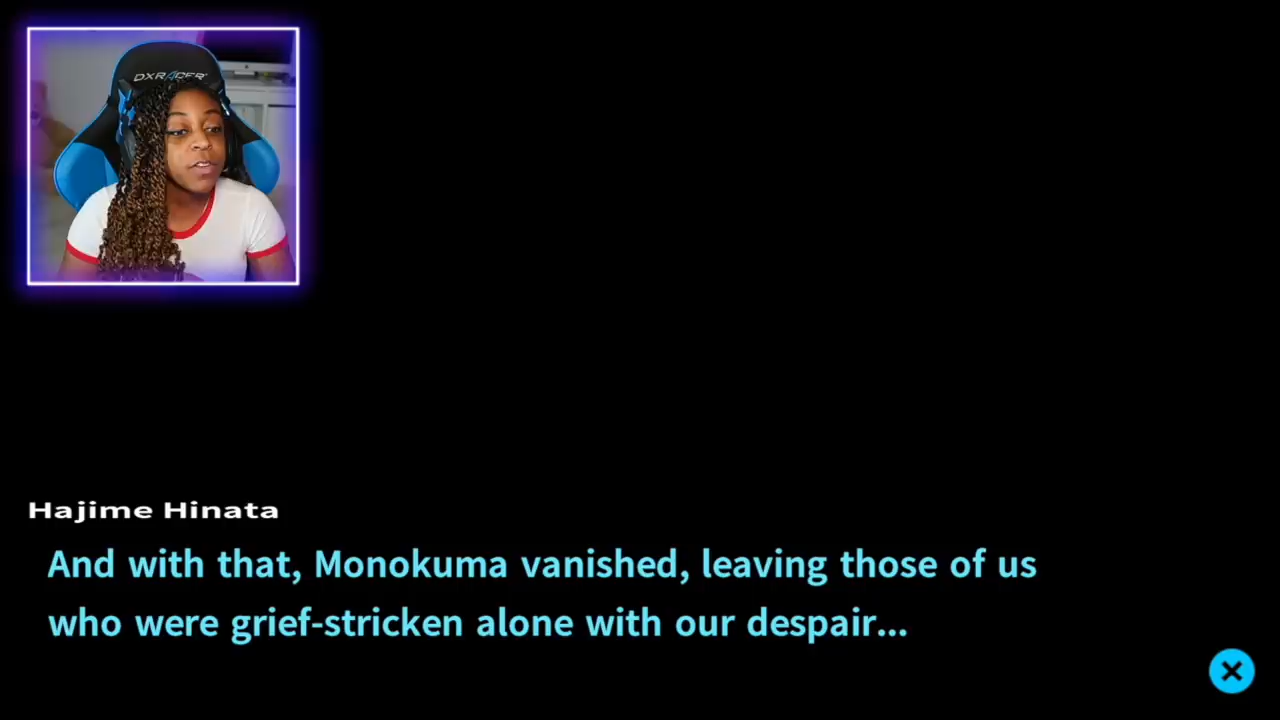 DXRACER
Hajime Hinata
And with that, Monokuma vanished, leaving those of us
who were grief-stricken alone with our despair...